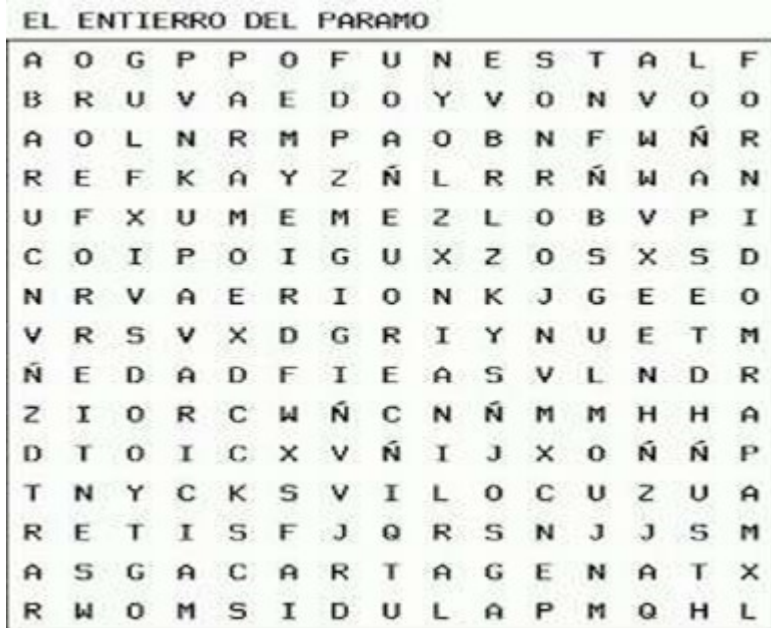 EL ENTIERRO DEL PARAMO
A O G P P O F U N E S T A L F
B R U V A E D O Y V O N V O O
A O L N R M P A O B N F W Ñ R
R E F K A Y Z Ñ L R R Ñ W A N
U F X U M E M E Z L O B V P I
C O I P O I G U X Z O S X S D
N R V A E R I O N K J G E E O
V R S V X D G R I Y N U E T M
Ñ E D A D F I E A S V L N D R
Z I O R C W Ñ C N Ñ M M H H A
D T O I C X V Ñ I J X O Ñ Ñ P
T N Y C K S V I L O C U Z U A
R E T I S F J Q R S N J J S M
A S G A C A R T A G E N A T X
R W O M S I D U L A P M Q H L